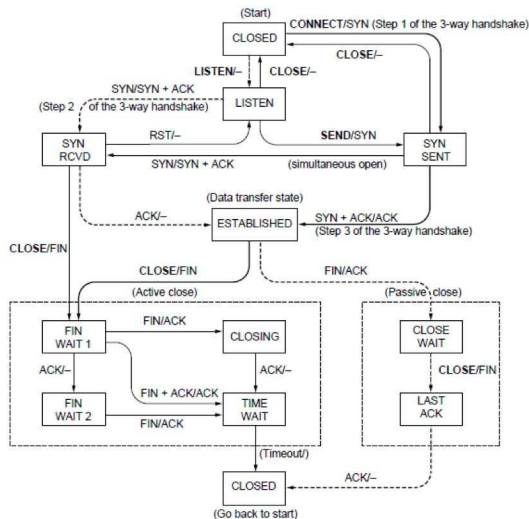 (Start)
CONNECT/SYN (Step 1 of the 3-way handshake)
CLOSED
CLOSE/–
LISTEN/– CLOSE/–
SYN/SYN + ACK
(Step 2 of the 3-way handshake)
LISTEN
SYN
RCVD
RST/–
SEND/SYN
SYN
SENT
SYN/SYN + ACK (simultaneous open)
(Data transfer state)
ACK/–
ESTABLISHED
SYN + ACK/ACK
(Step 3 of the 3-way handshake)
CLOSE/FIN
CLOSE/FIN
FIN/ACK
(Active close)
(Passive close)
FIN
WAIT 1
FIN/ACK
CLOSING
CLOSE
WAIT
ACK/–
FIN + ACK/ACK
ACK/–
CLOSE/FIN
FIN
WAIT 2
FIN/ACK
TIME
WAIT
LAST
ACK
(Timeout/)
ACK/–
CLOSED
(Go back to start)